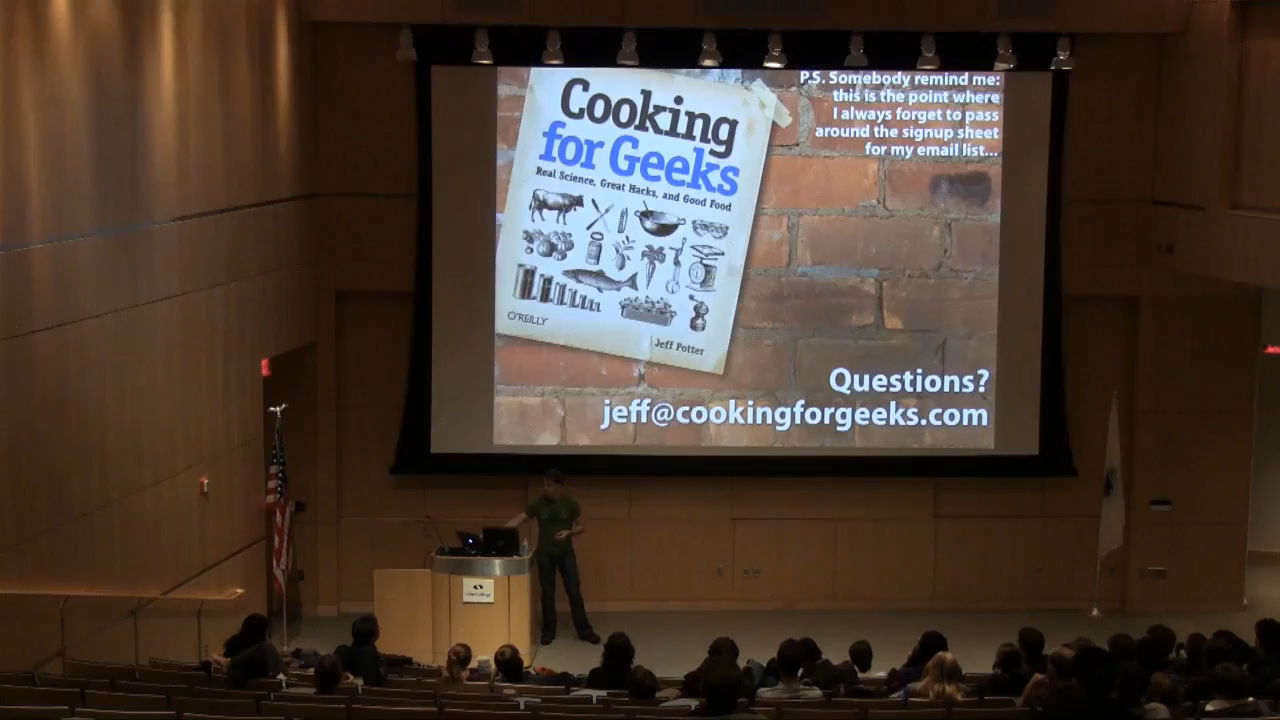 Cooking
for Geeks
Real Science, Great Hacks, and Good Food
O'REILLY
Jeff Potter
P.S. Somebody remind me:
this is the point where
I always forget to pass
around the signup sheet
for my email list...
Questions?
jeff@cookingforgeeks.com